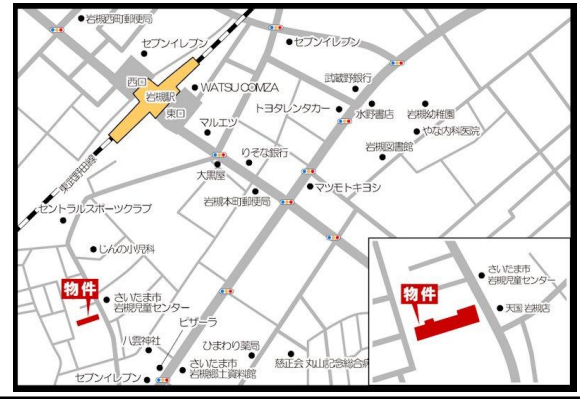 岩槻西町郵便局
セブンイレブン
セブンイレブン
西口
岩槻駅
東口
WATSU COMZA
武蔵野銀行
トヨタレンタカー
水野書店
岩槻幼稚園
マルエツ
やな内科医院
りそな銀行
岩槻図書館
大黒屋
東武野田線
マツモトキヨシ
岩槻本町郵便局
セントラルスポーツクラブ
じんの小児科
物件
さいたま市
岩槻児童センター
ピザーラ
八雲神社
ひまわり薬局
さいたま市
岩槻郷土資料館
慈正会 丸山記念総合病
セブンイレブン
さいたま市
岩槻児童センター
物件
天国 岩槻店